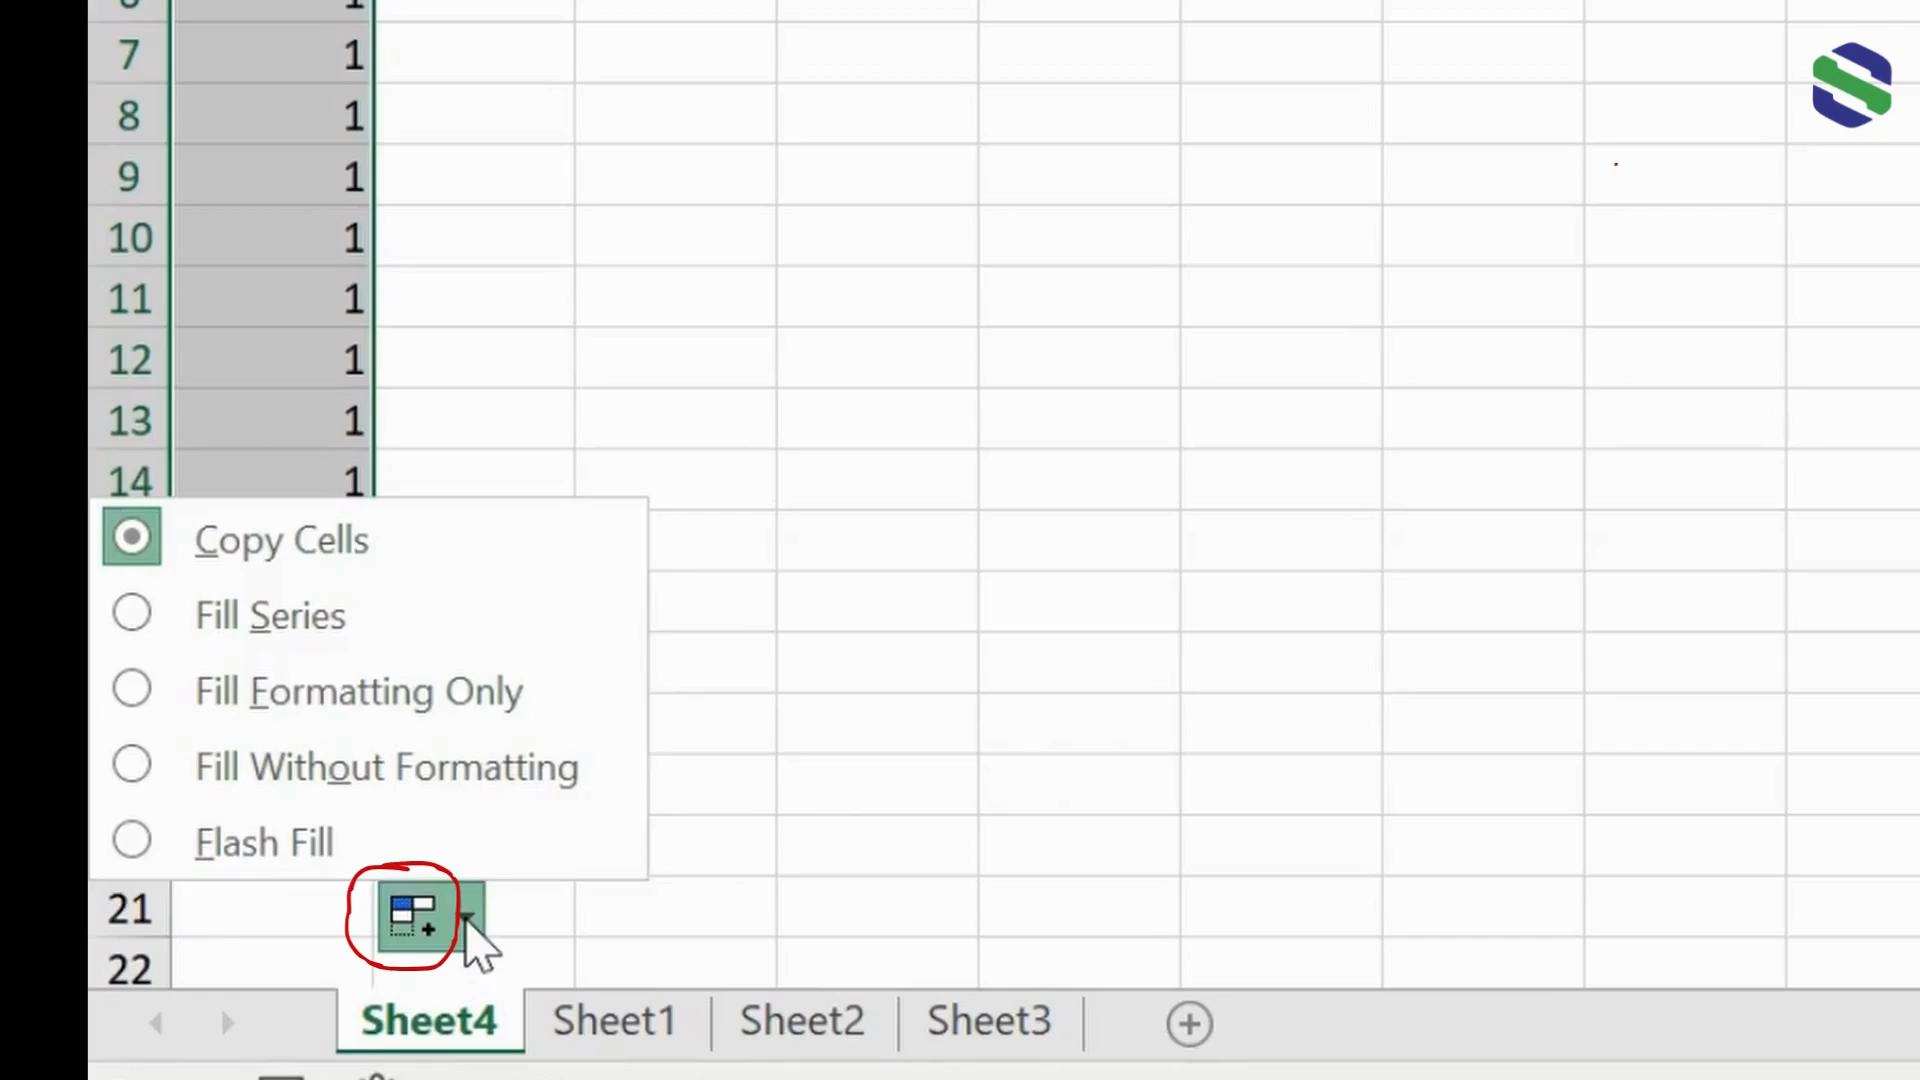 7 1
8 1
9 1
10 1
11 1
12 1
13 1
14 1
Copy Cells
Fill Series
Fill Formatting Only
Fill Without Formatting
Flash Fill
21
22
Sheet4 Sheet1 Sheet2 Sheet3